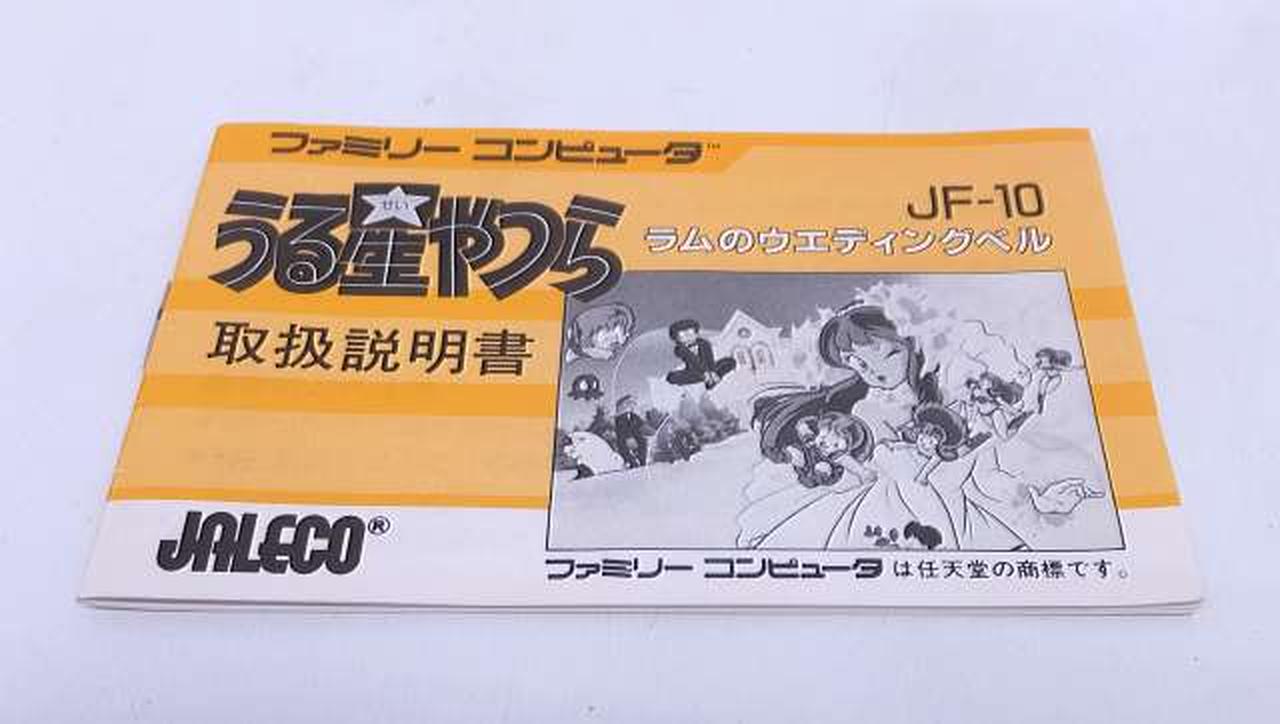 ファミリー コンピュータ™
うる星やつら
せい
JF-10
ラムのウエディングベル
取扱説明書
JALECO®
ファミリー コンピュータ は任天堂の商標です。